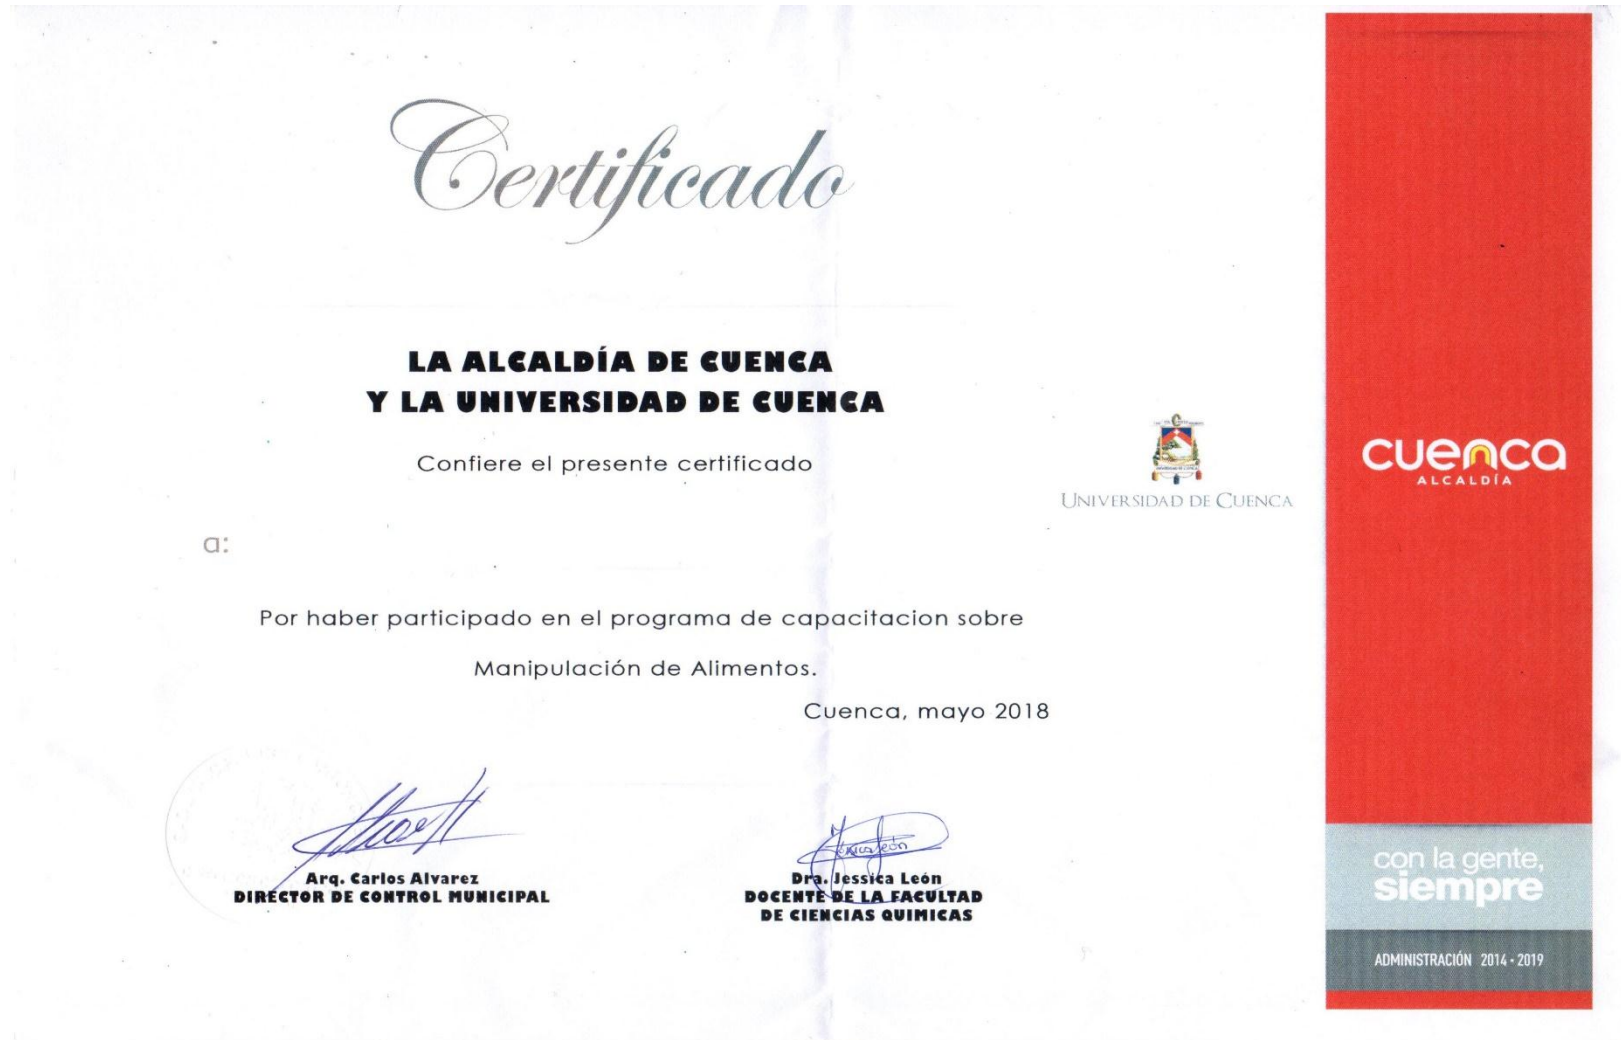 Certificado
LA ALCALDÍA DE CUENCA
Y LA UNIVERSIDAD DE CUENCA
Confiere el presente certificado
a:
Por haber participado en el programa de capacitacion sobre
Manipulación de Alimentos.
Cuenca, mayo 2018
Arq. Carlos Alvarez
DIRECTOR DE CONTROL MUNICIPAL
Dra. Jessica León
DOCENTE DE LA FACULTAD
DE CIENCIAS QUIMICAS
UNIVERSIDAD DE CUENCA
cuenca
ALCALDÍA
con la gente,
siempre
ADMINISTRACIÓN 2014 - 2019